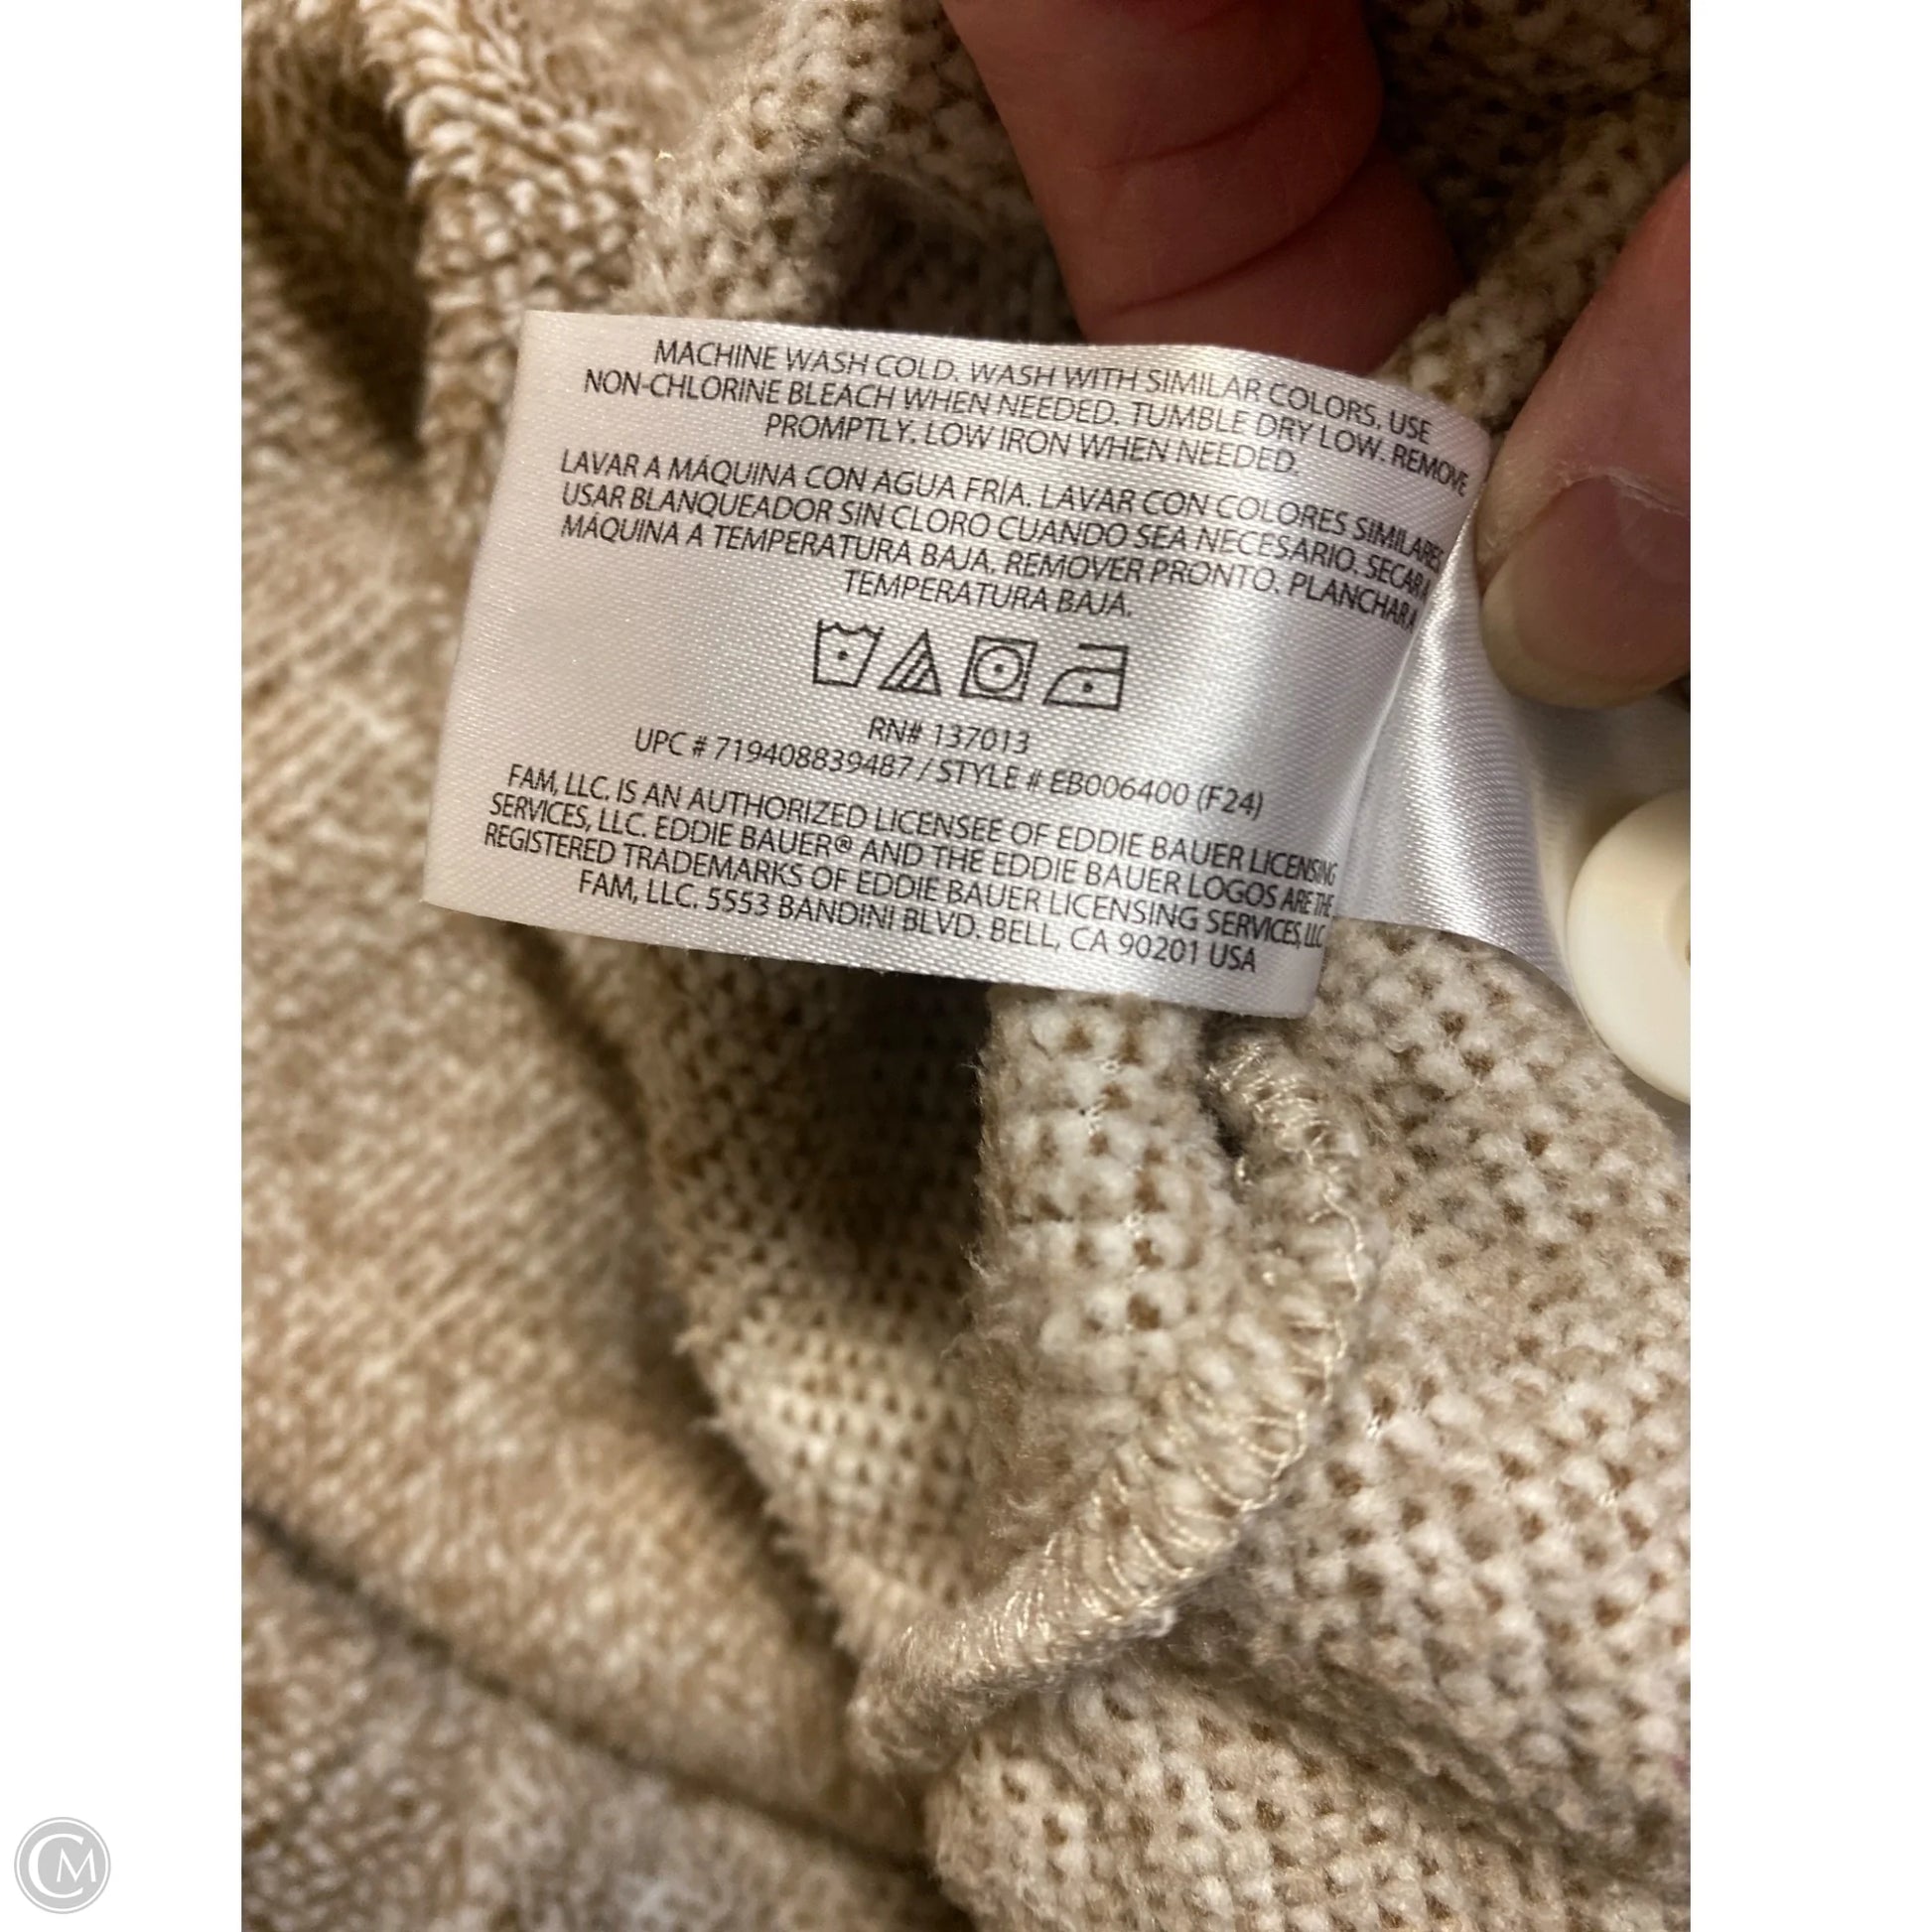 MACHINE WASH COLD. WASH WITH SIMILAR COLORS. USE
NON-CHLORINE BLEACH WHEN NEEDED. TUMBLE DRY LOW. REMOVE
PROMPTLY. LOW IRON WHEN NEEDED.
LAVAR A MÁQUINA CON AGUA FRÍA. LAVAR CON COLORES SIMILARES
USAR BLANQUEADOR SIN CLORO CUANDO SEA NECESARIO. SECAR A
MÁQUINA A TEMPERATURA BAJA. REMOVER PRONTO. PLANCHAR A
TEMPERATURA BAJA.
RN# 137013
UPC # 719408839487 / STYLE # EB006400 (F24)
FAM, LLC. IS AN AUTHORIZED LICENSEE OF EDDIE BAUER LICENSING
SERVICES, LLC. EDDIE BAUER® AND THE EDDIE BAUER LOGOS ARE THE
REGISTERED TRADEMARKS OF EDDIE BAUER LICENSING SERVICES, LLC
FAM, LLC. 5553 BANDINI BLVD. BELL, CA 90201 USA
CM